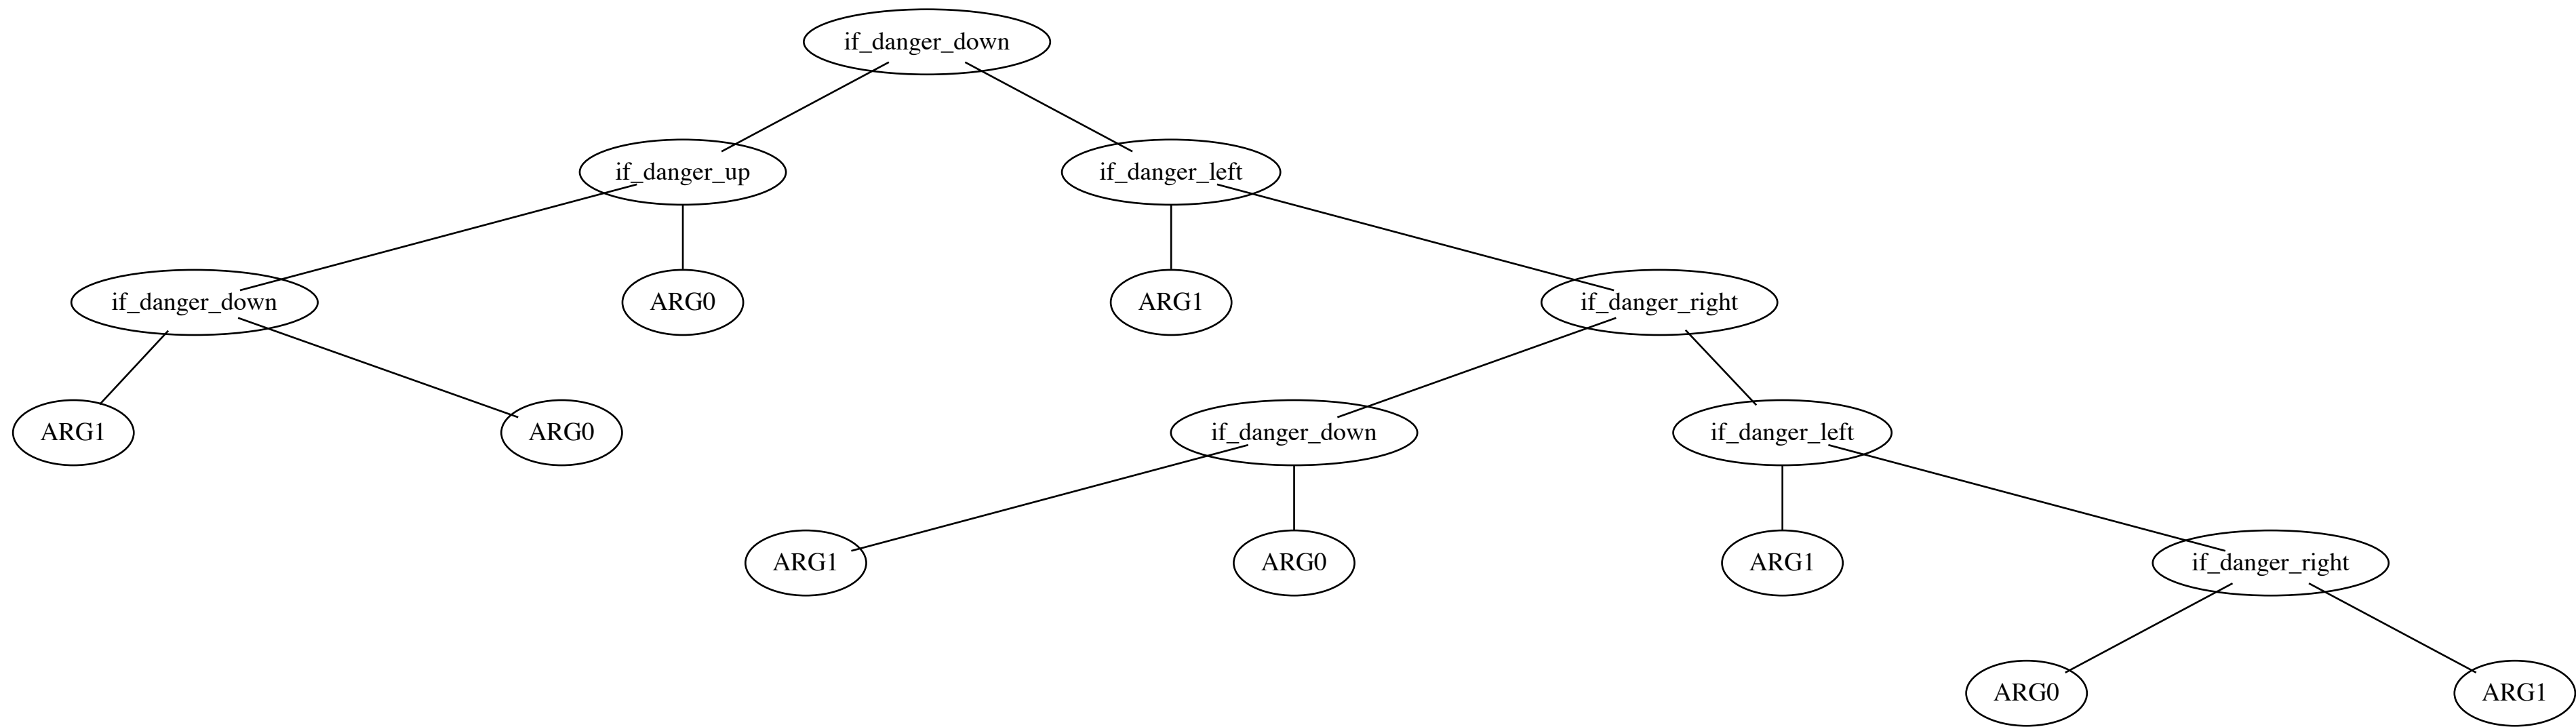 if_danger_down
if_danger_up
if_danger_left
if_danger_down
ARG0
ARG1
if_danger_right
ARG1
ARG0
if_danger_down
if_danger_left
ARG1
ARG0
ARG1
if_danger_right
ARG0
ARG1